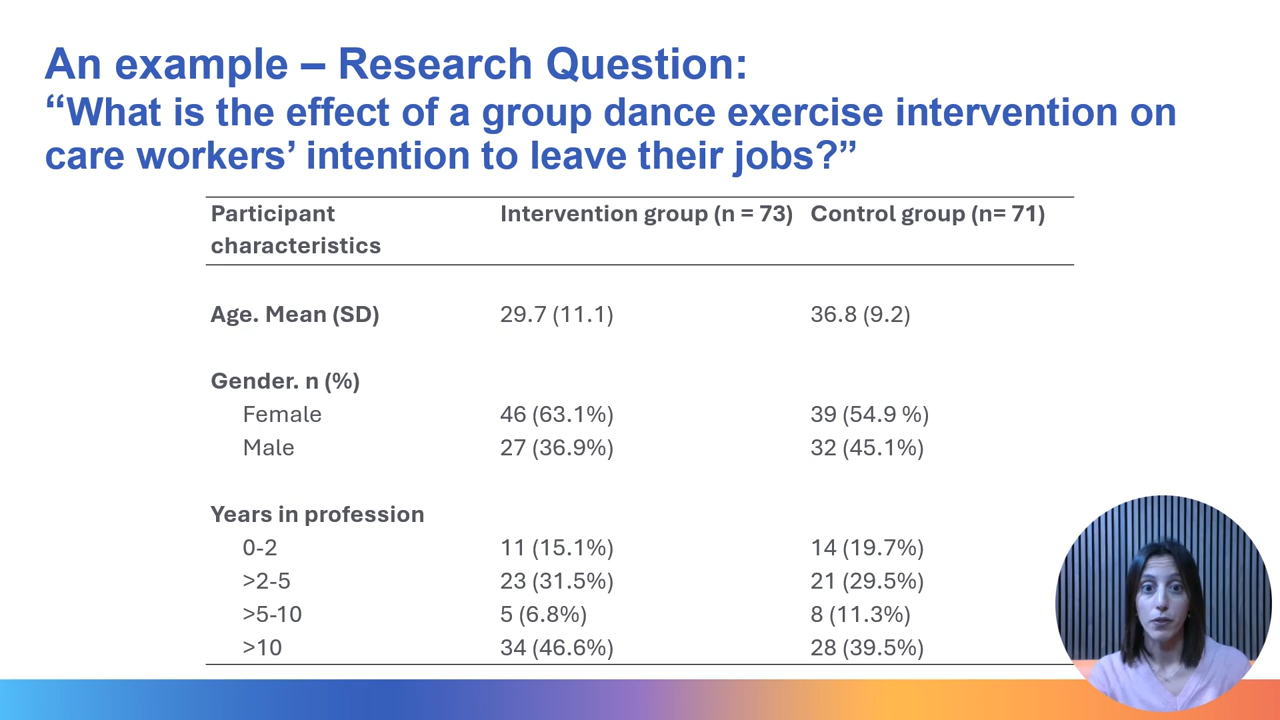 An example – Research Question:
“What is the effect of a group dance exercise intervention on
care workers’ intention to leave their jobs?”
Participant characteristics Intervention group (n = 73) Control group (n= 71)
Age. Mean (SD) 29.7 (11.1) 36.8 (9.2)
Gender. n (%)
Female 46 (63.1%) 39 (54.9 %)
Male 27 (36.9%) 32 (45.1%)
Years in profession
0-2 11 (15.1%) 14 (19.7%)
>2-5 23 (31.5%) 21 (29.5%)
>5-10 5 (6.8%) 8 (11.3%)
>10 34 (46.6%) 28 (39.5%)